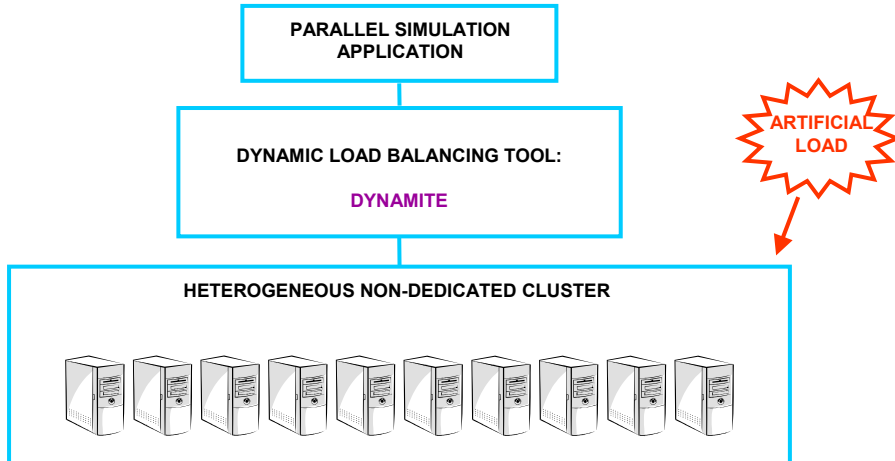 PARALLEL SIMULATION
APPLICATION
ARTIFICIAL
LOAD
DYNAMIC LOAD BALANCING TOOL:
DYNAMITE
HETEROGENEOUS NON-DEDICATED CLUSTER